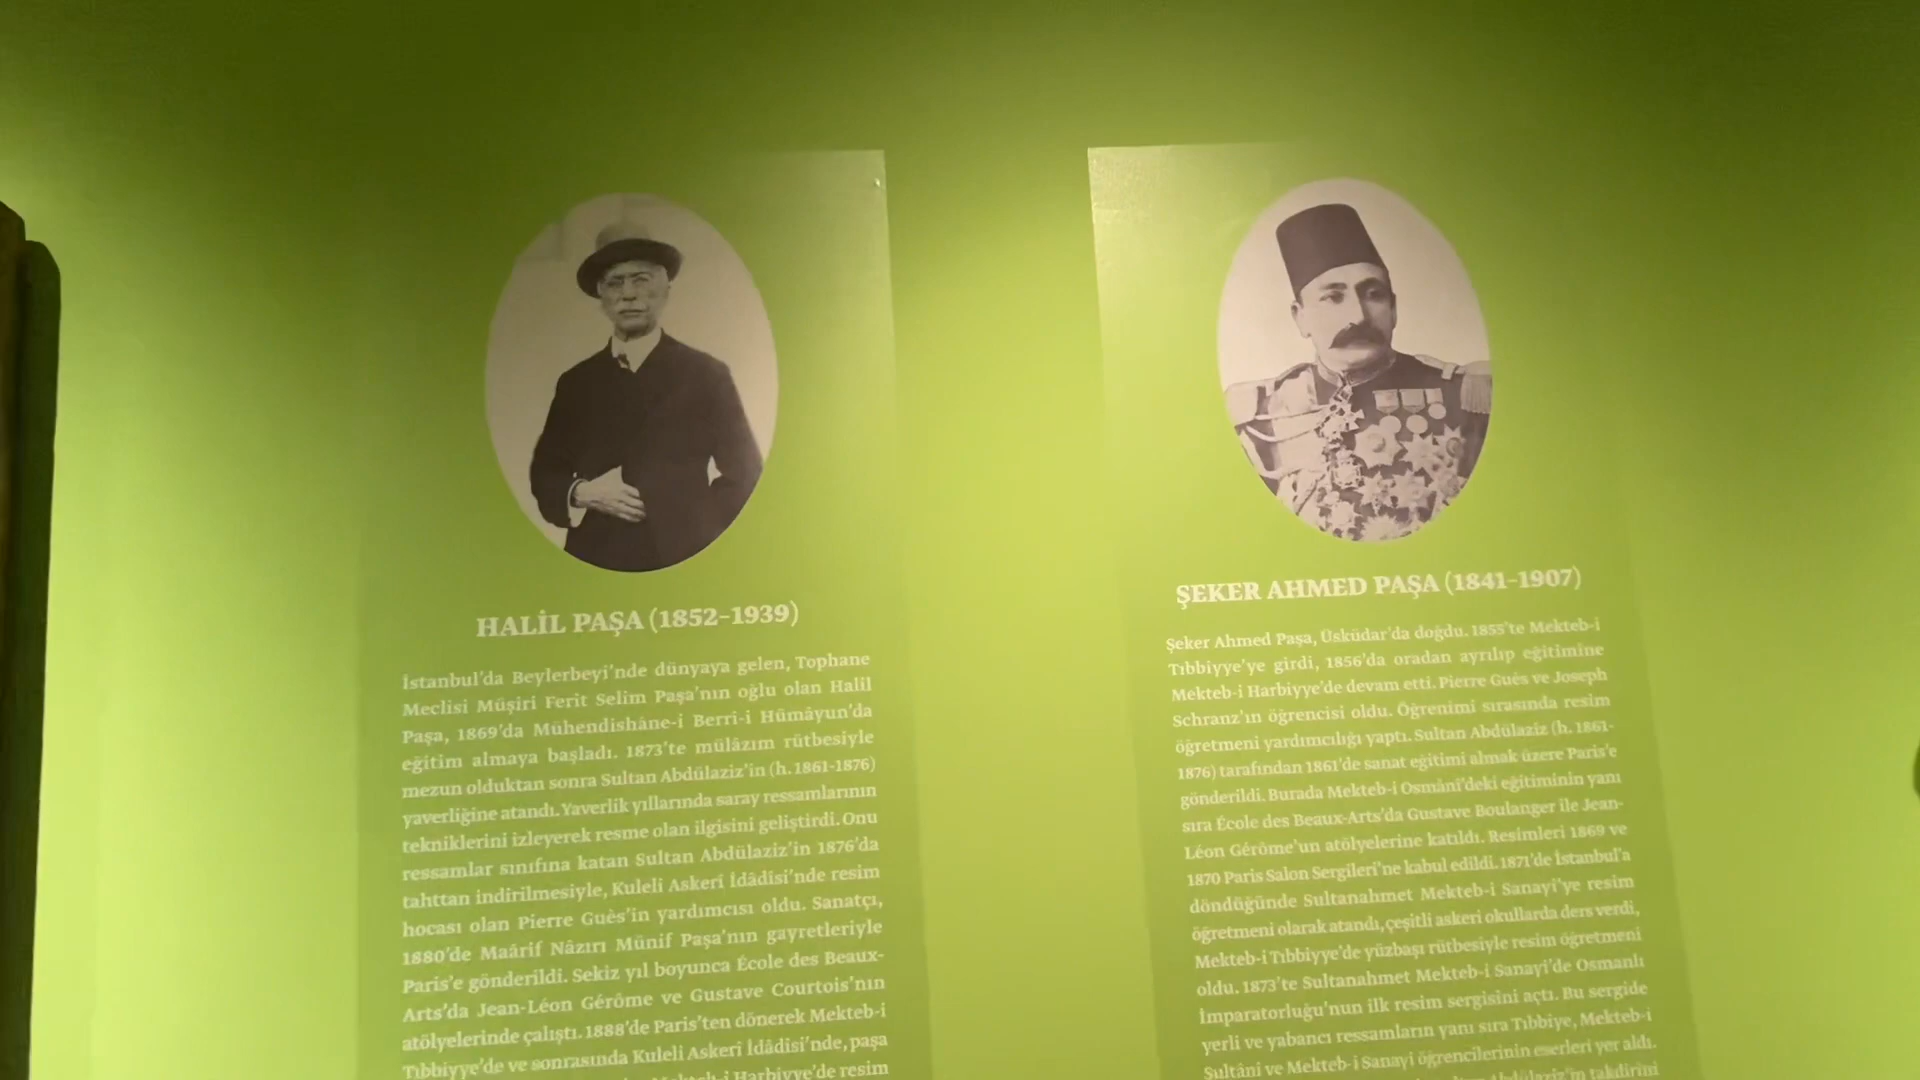 HALİL PAŞA (1852-1939)
İstanbul'da Beylerbeyi'nde dünyaya gelen, Tophane
Meclisi Müşiri Ferit Selim Paşa'nın oğlu olan Halil
Paşa, 1869'da Mühendishâne-i Berrî-i Hümâyun'da
eğitim almaya başladı. 1873'te mülâzım rütbesiyle
mezun olduktan sonra Sultan Abdülaziz'in (h. 1861-1876)
yaverliğine atandı. Yaverlik yıllarında saray ressamlarının
tekniklerini izleyerek resme olan ilgisini geliştirdi. Onu
ressamlar sınıfına katan Sultan Abdülaziz'in 1876'da
tahttan indirilmesiyle, Kuleli Askerî İdâdîsi'nde resim
hocası olan Pierre Guès'in yardımcısı oldu. Sanatçı,
1880'de Maârif Nâzırı Münif Paşa'nın gayretleriyle
Paris'e gönderildi. Sekiz yıl boyunca École des Beaux-
Arts'da Jean-Léon Gérôme ve Gustave Courtois'nın
atölyelerinde çalıştı. 1888'de Paris'ten dönerek Mekteb-i
Tıbbiyye'de ve sonrasında Kuleli Askerî İdâdîsi'nde, paşa
Mekteb-i Harbiyye'de resim
ŞEKER AHMED PAŞA (1841-1907)
Şeker Ahmed Paşa, Üsküdar'da doğdu. 1855'te Mekteb-i
Tıbbiyye'ye girdi, 1856'da oradan ayrılıp eğitimine
Mekteb-i Harbiyye'de devam etti. Pierre Guès ve Joseph
Schranz'ın öğrencisi oldu. Öğrenimi sırasında resim
öğretmeni yardımcılığı yaptı. Sultan Abdülaziz (h. 1861-
1876) tarafından 1861'de sanat eğitimi almak üzere Paris'e
gönderildi. Burada Mekteb-i Osmânî'deki eğitiminin yanı
sıra École des Beaux-Arts'da Gustave Boulanger ile Jean-
Léon Gérôme'un atölyelerine katıldı. Resimleri 1869 ve
1870 Paris Salon Sergileri'ne kabul edildi. 1871'de İstanbul'a
döndüğünde Sultanahmet Mekteb-i Sanayi'ye resim
öğretmeni olarak atandı, çeşitli askeri okullarda ders verdi,
Mekteb-i Tıbbiyye'de yüzbaşı rütbesiyle resim öğretmeni
oldu. 1873'te Sultanahmet Mekteb-i Sanayi'de Osmanlı
İmparatorluğu'nun ilk resim sergisini açtı. Bu sergide
yerli ve yabancı ressamların yanı sıra Tıbbiye, Mekteb-i
Sultâni ve Mekteb-i Sanayi öğrencilerinin eserleri yer aldı.
Abdülaziz'in takdirini